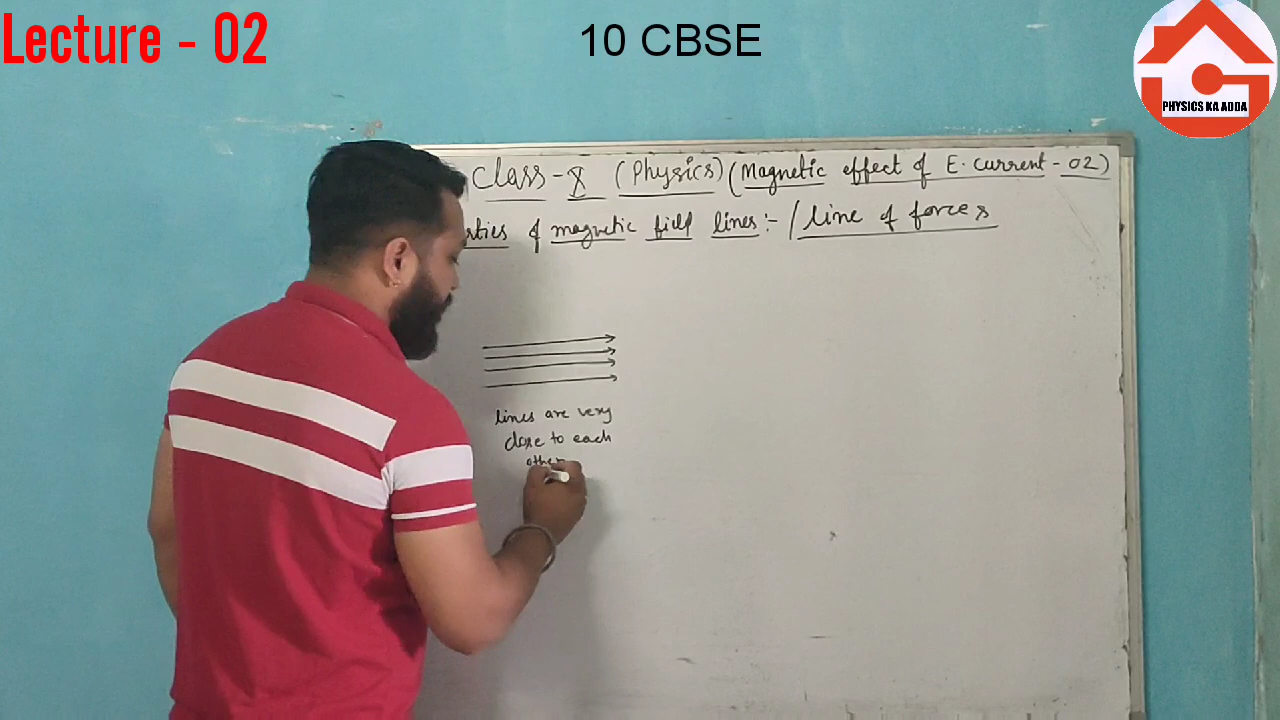 Lecture - 02
10 CBSE
PHYSICS KA ADDA
Class - X (Physics) (Magnetic effect of E. current - 02)
rties of magnetic field lines :- / line of forces
lines are very
close to each
other